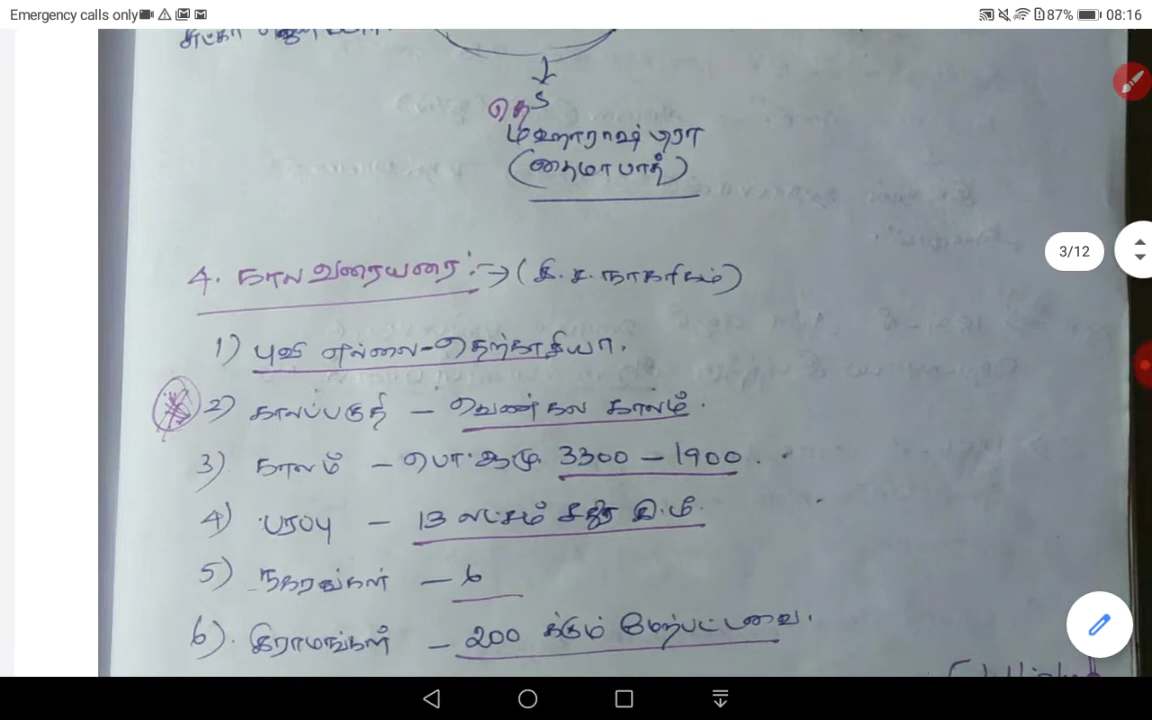 Emergency calls only
87% 08:16
தெ
மஹாராஷ்டிரா
(தைமாபாத்)
3/12
4. கால வரையரை :→ (சி.ச.நாகரிகம்)
1) புவி எல்லை - தெற்காசியா.
2) காலப்பகுதி - வெண்கல காலம்.
3) காலம் - பொ.ஆ.மு. 3300 - 1900.
4) பரப்பு - 13 லட்சம் சதுர கி.மீ.
5) நகரங்கள் - 6
6). கிராமங்கள் - 200 க்கும் மேற்பட்டவை.